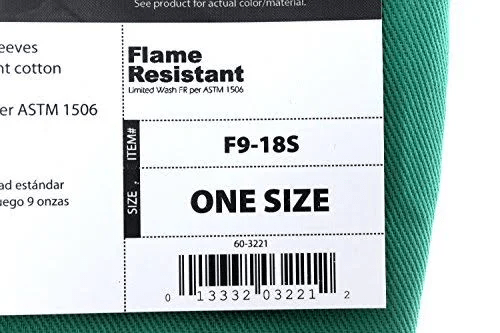 See product for actual color/material.
eeves
nt cotton
er ASTM 1506
ad estándar
uego 9 onzas
Flame
Resistant
Limited Wash FR per ASTM 1506
ITEM#
F9-18S
SIZE
ONE SIZE
60-3221
0 13332 03221 2